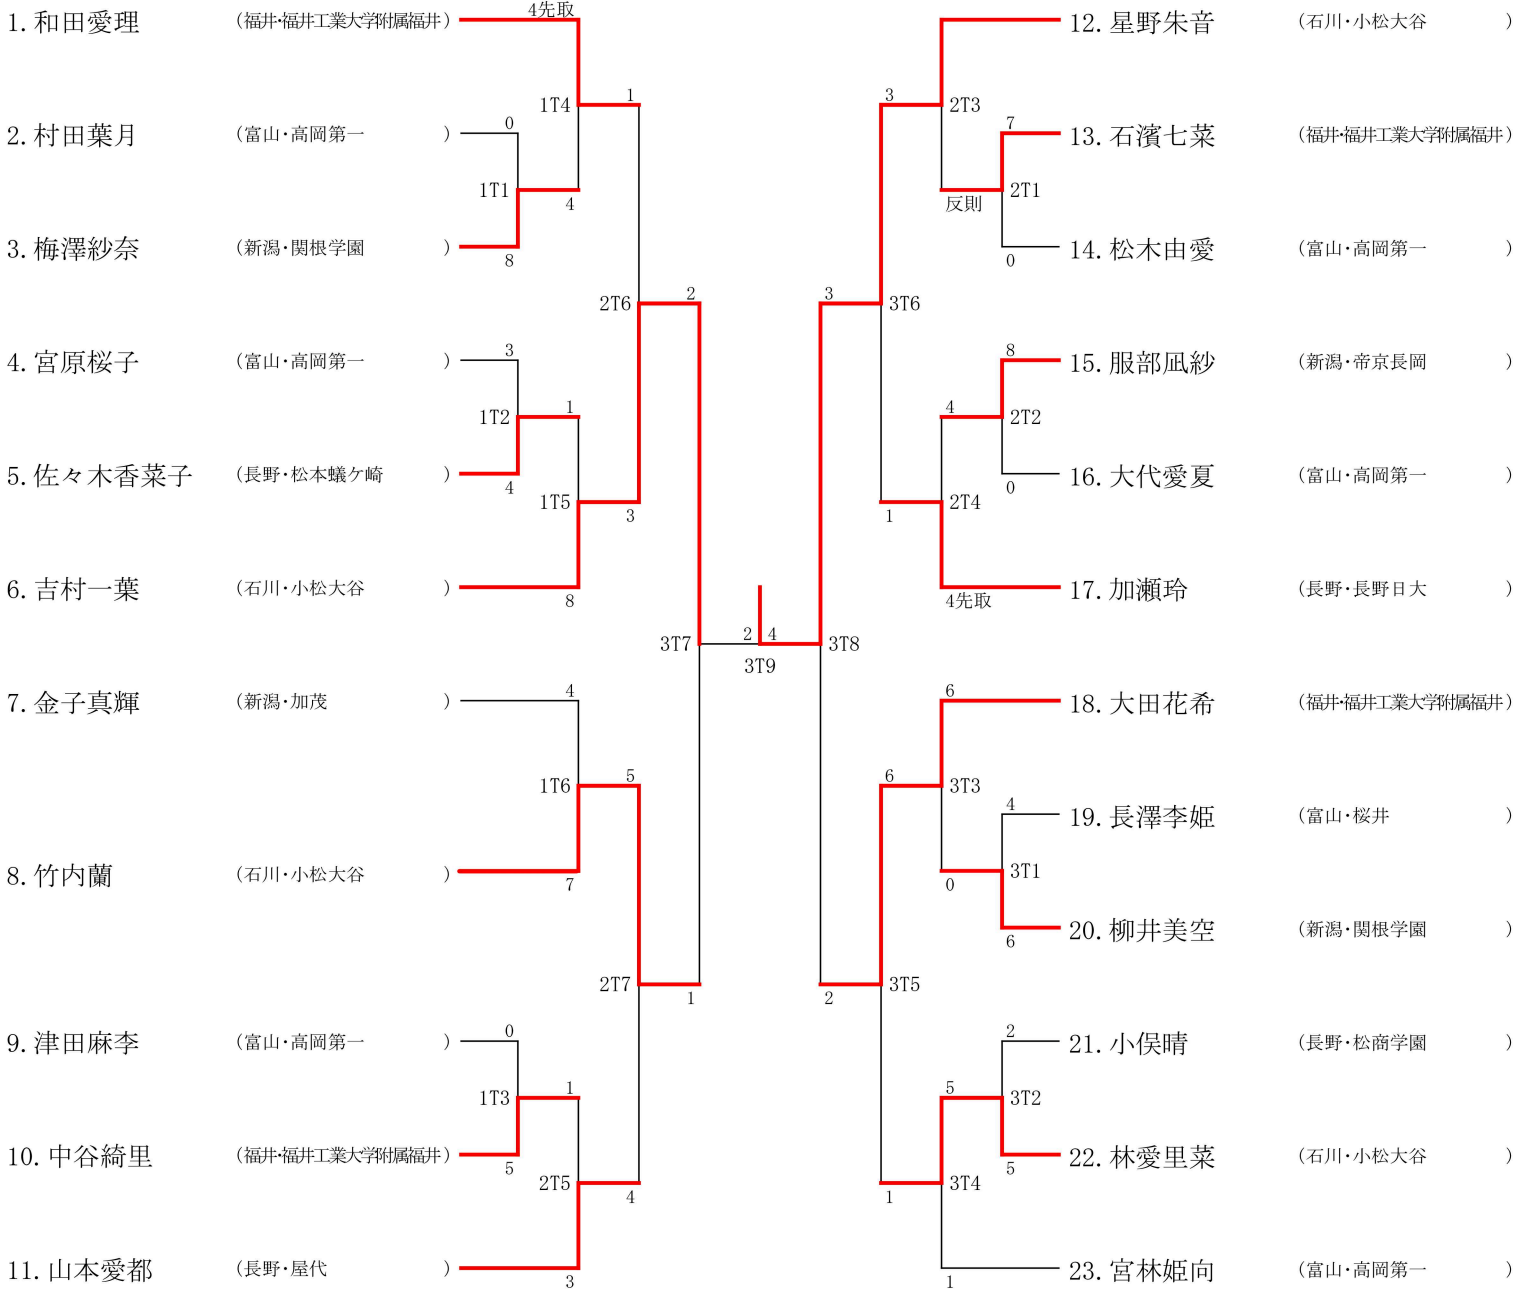 4先取
1. 和田愛理 (福井・福井工業大学附属福井)
1T4
1
2. 村田葉月 (富山・高岡第一 )
0
1T1
4
3. 梅澤紗奈 (新潟・関根学園 )
8
2T6
2
4. 宮原桜子 (富山・高岡第一 )
3
1T2
1
5. 佐々木香菜子 (長野・松本蟻ケ崎 )
4
1T5
3
6. 吉村一葉 (石川・小松大谷 )
8
3T7
7. 金子真輝 (新潟・加茂 )
4
1T6
5
8. 竹内蘭 (石川・小松大谷 )
7
2T7
1
9. 津田麻李 (富山・高岡第一 )
0
1T3
1
10. 中谷綺里 (福井・福井工業大学附属福井)
5
2T5
4
11. 山本愛都 (長野・屋代 )
3
2 4
3T9
12. 星野朱音 (石川・小松大谷 )
3
2T3
7
13. 石濱七菜 (福井・福井工業大学附属福井)
2T1
反則
14. 松木由愛 (富山・高岡第一 )
0
3
3T6
8
15. 服部凪紗 (新潟・帝京長岡 )
4
2T2
16. 大代愛夏 (富山・高岡第一 )
0
2T4
1
17. 加瀬玲 (長野・長野日大 )
4先取
3T8
6
18. 大田花希 (福井・福井工業大学附属福井)
6
3T3
4
19. 長澤李姫 (富山・桜井 )
3T1
0
20. 柳井美空 (新潟・関根学園 )
6
3T5
2
2
21. 小俣晴 (長野・松商学園 )
5
3T2
22. 林愛里菜 (石川・小松大谷 )
5
3T4
1
23. 宮林姫向 (富山・高岡第一 )
1